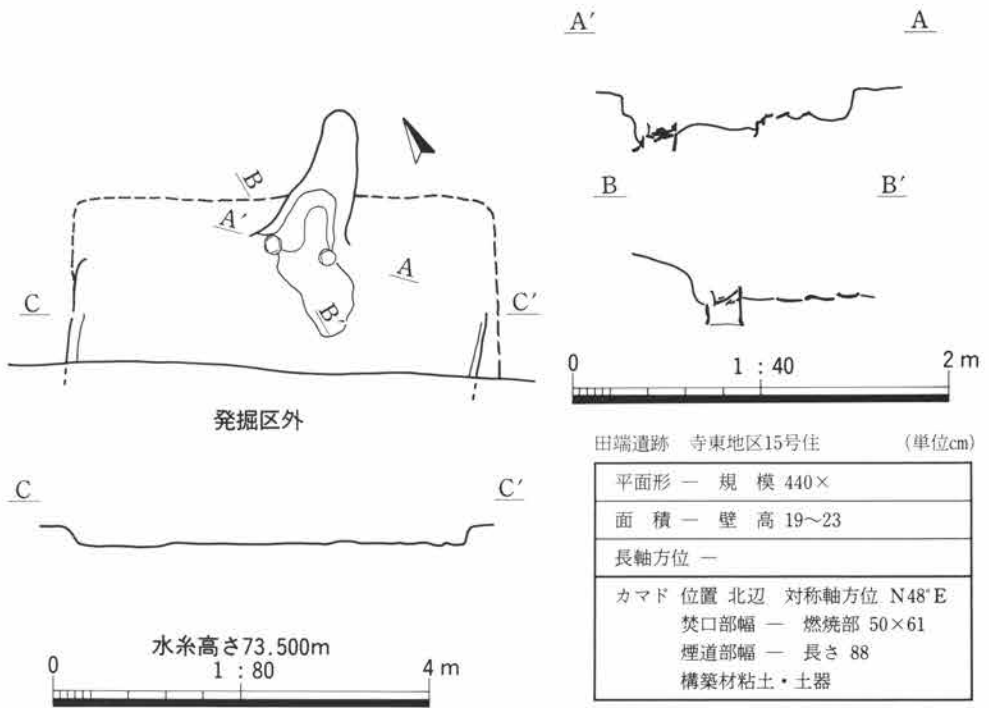 A′
A
B
A′
A
B′
C
C′
発掘区外
B
B′
0
1 : 40
2 m
C
C′
水糸高さ73.500m
0
1 : 80
4 m
田端遺跡 寺東地区15号住 (単位cm)
平面形 ― 規 模 440×
面 積 ― 壁 高 19〜23
長軸方位 ―
カマド 位置 北辺 対称軸方位 N48°E
焚口部幅 ― 燃焼部 50×61
煙道部幅 ― 長さ 88
構築材粘土・土器